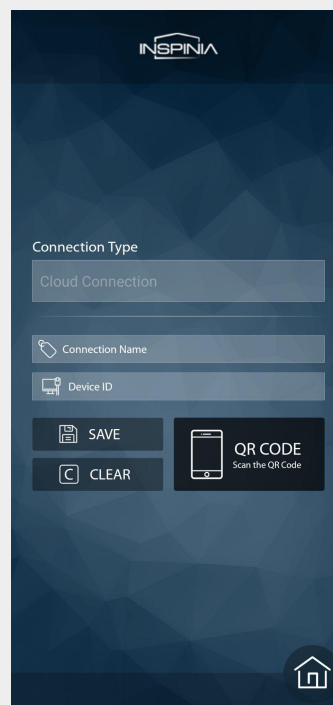 INSPINIA
Connection Type
Cloud Connection
Connection Name
Device ID
SAVE
C CLEAR
QR CODE
Scan the QR Code